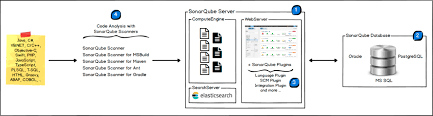 SonarQube Server
1
4
Code Analysis with
SonarQube Scanners
ComputeEngine
WebServer
Java, C#,
VB.NET, C/C++,
Objective-C,
Swift, PHP,
JavaScript,
TypeScript,
PL/SQL, T-SQL,
HTML, Groovy,
ABAP, COBOL,
SonarQube Scanner
SonarQube Scanner for MSBuild
SonarQube Scanner for Maven
SonarQube Scanner for Ant
SonarQube Scanner for Gradle
SonarQube Plugins
Language Plugin
SCM Plugin
Integration Plugin
and more...
3
SearchServer
elasticsearch
SonarQube Database
2
Oracle
PostgreSQL
MS SQL